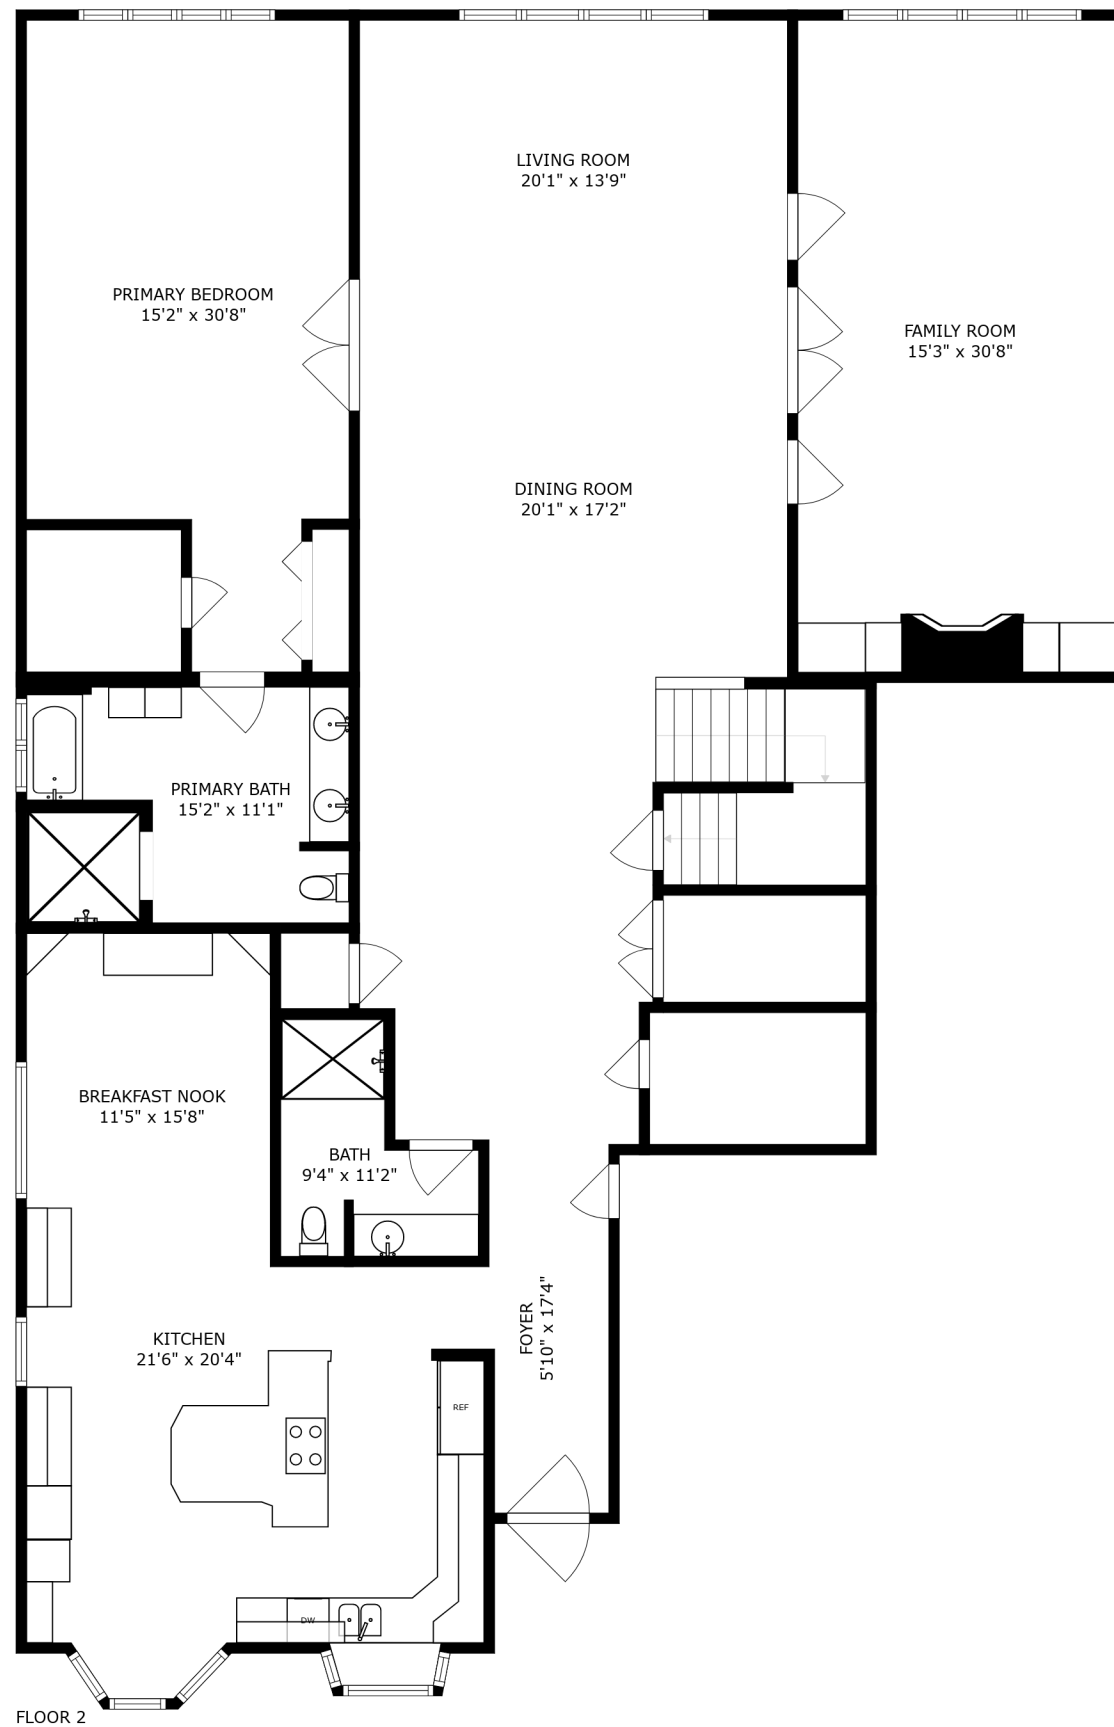 LIVING ROOM
20'1" x 13'9"
PRIMARY BEDROOM
15'2" x 30'8"
FAMILY ROOM
15'3" x 30'8"
DINING ROOM
20'1" x 17'2"
PRIMARY BATH
15'2" x 11'1"
BREAKFAST NOOK
11'5" x 15'8"
BATH
9'4" x 11'2"
FOYER
5'10" x 17'4"
KITCHEN
21'6" x 20'4"
REF
DW
FLOOR 2